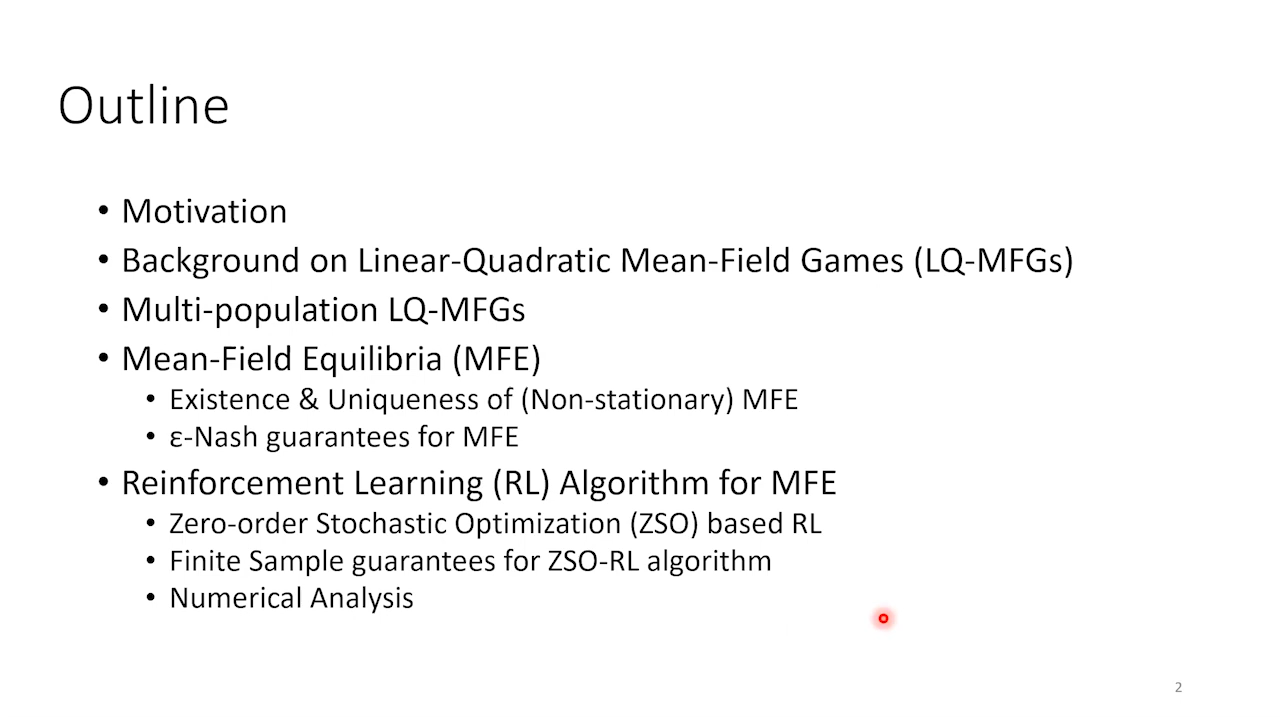 Outline
• Motivation
• Background on Linear-Quadratic Mean-Field Games (LQ-MFGs)
• Multi-population LQ-MFGs
• Mean-Field Equilibria (MFE)
• Existence & Uniqueness of (Non-stationary) MFE
• ε-Nash guarantees for MFE
• Reinforcement Learning (RL) Algorithm for MFE
• Zero-order Stochastic Optimization (ZSO) based RL
• Finite Sample guarantees for ZSO-RL algorithm
• Numerical Analysis
2